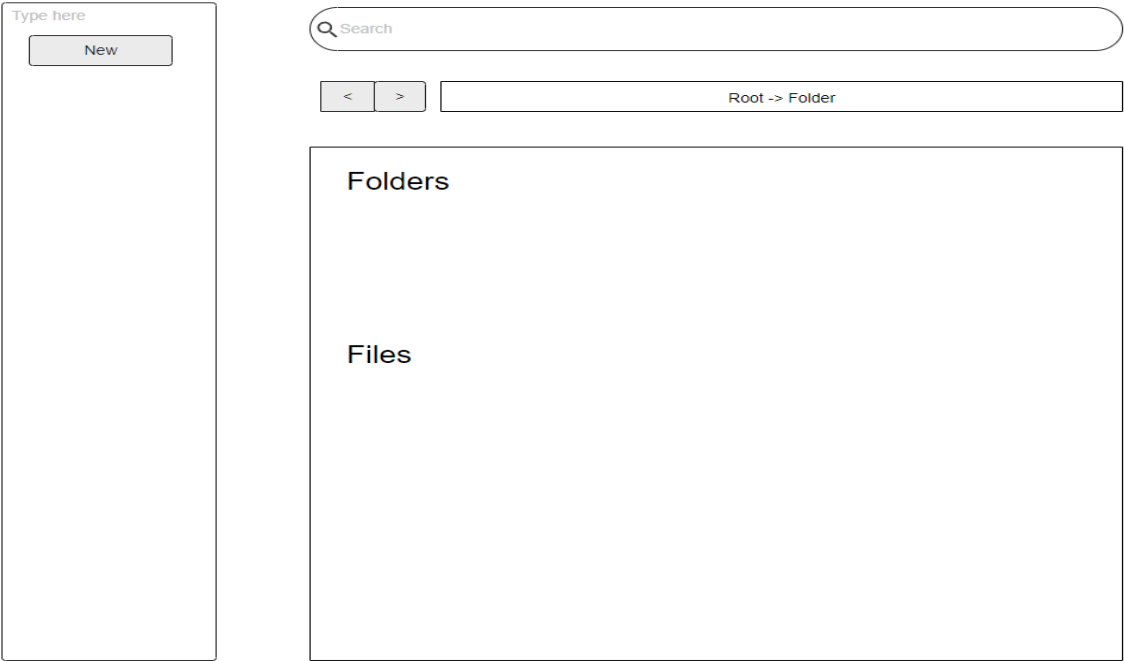 Type here
New
Search
< >
Root -> Folder
Folders
Files